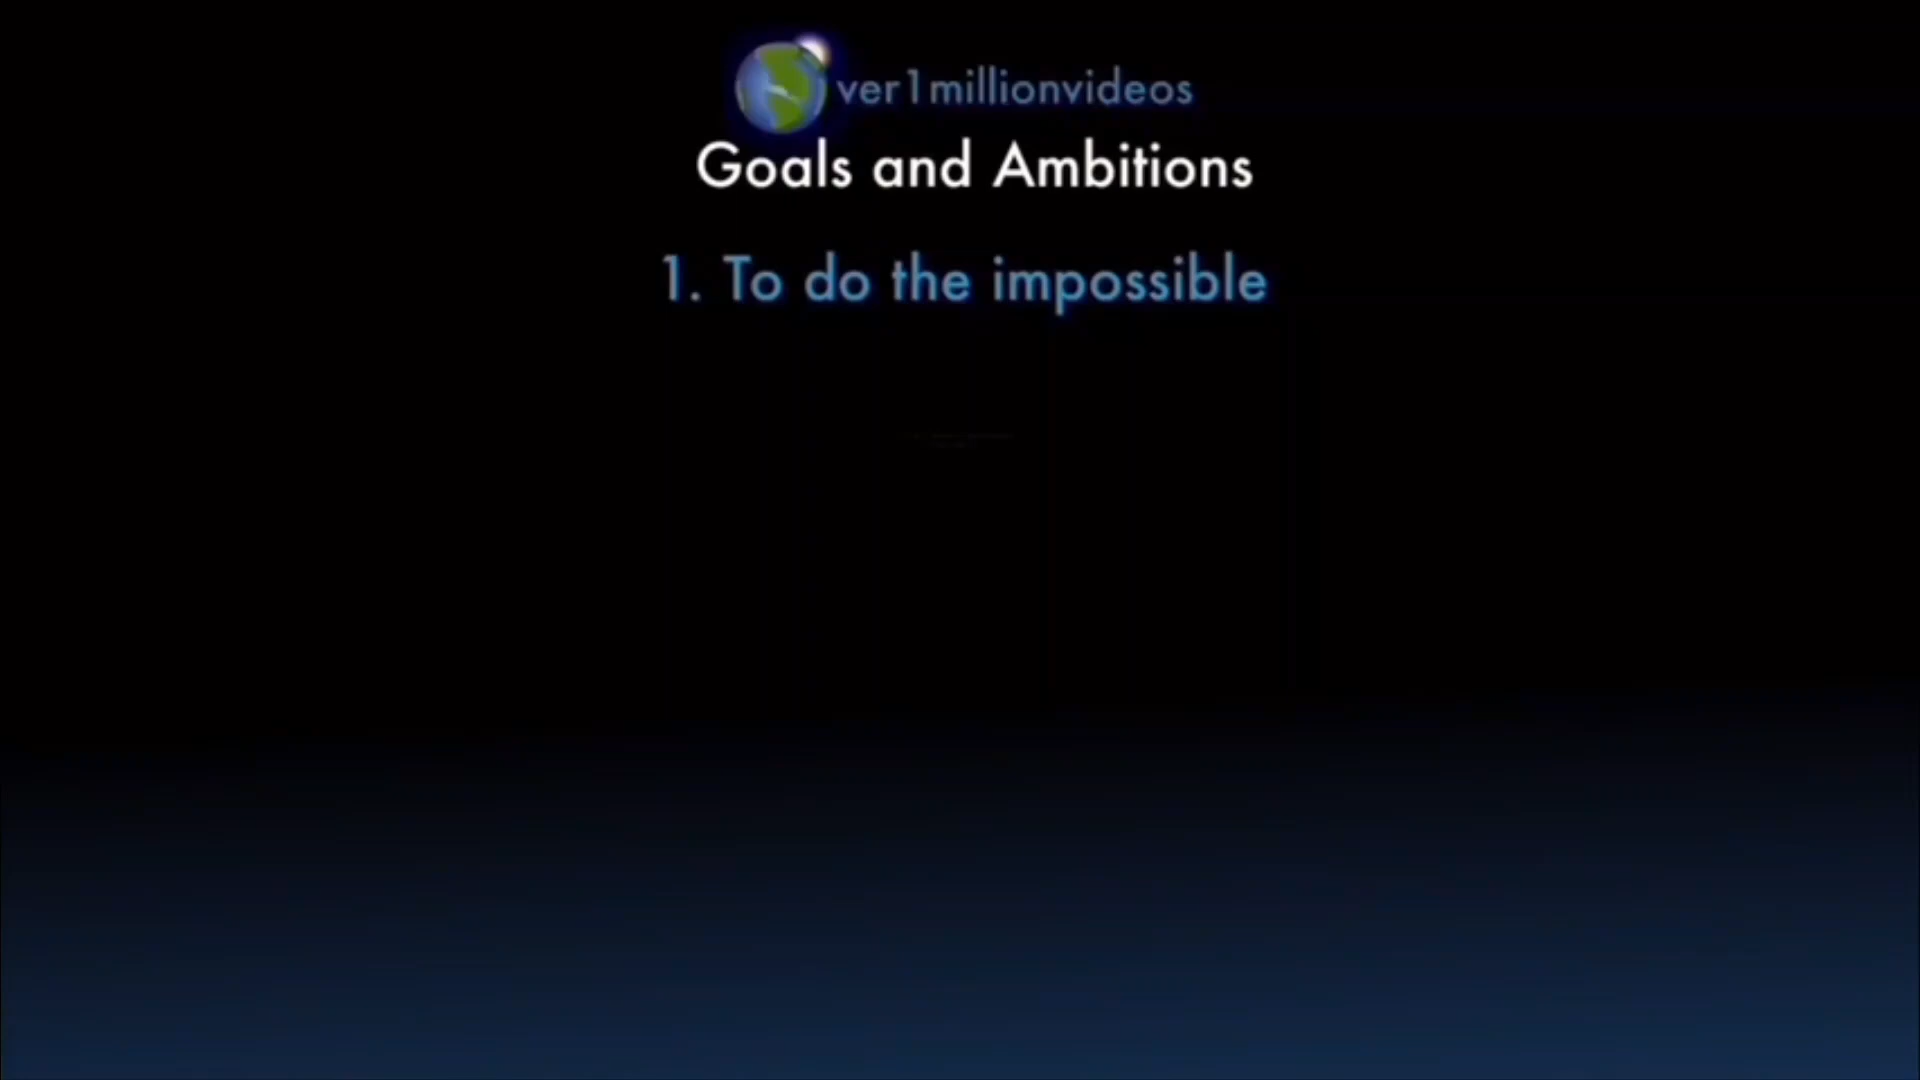 ver1millionvideos
Goals and Ambitions
1. To do the impossible